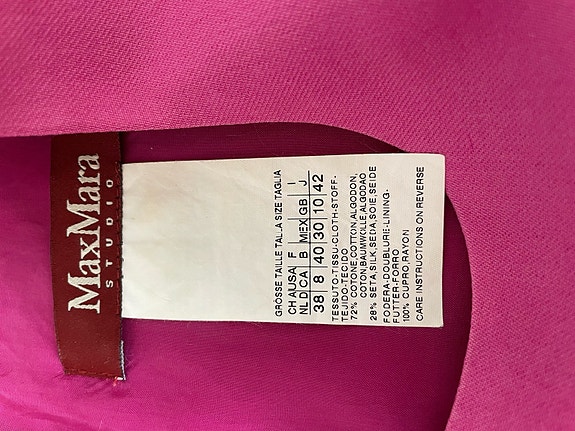 MaxMara
STUDIO
GRÖSSE TAILLE TALLA SIZE TAGLIA
CH A USA F I
NL D CA B MEX GB J
38 8 40 30 10 42
TESSUTO-TISSU-CLOTH-STOFF-
TEJIDO-TECIDO
72% COTONE,COTTON,ALGODON,
COTON,BAUMWOLLE,ALGODAO
28% SETA,SILK,SEDA,SOIE,SEIDE
FODERA-DOUBLURE-LINING-
FUTTER-FORRO
100% CUPRO,RAYON
CARE INSTRUCTIONS ON REVERSE